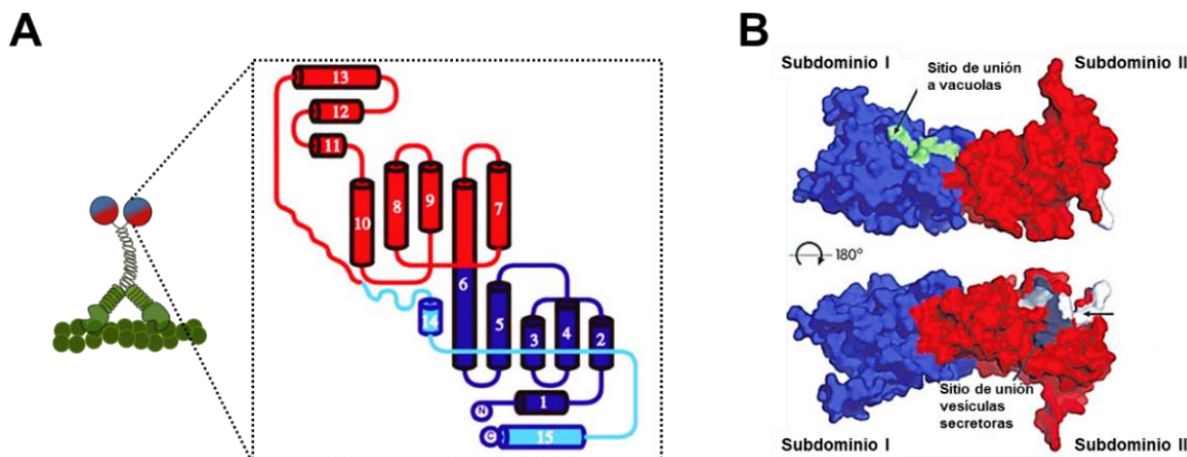 A
13
12
11
10
8
9
7
6
5
3
4
2
14
1
N
C
15
B
Subdominio I
Subdominio II
Sitio de unión
a vacuolas
180°
Sitio de unión
vesículas
secretoras
Subdominio I
Subdominio II